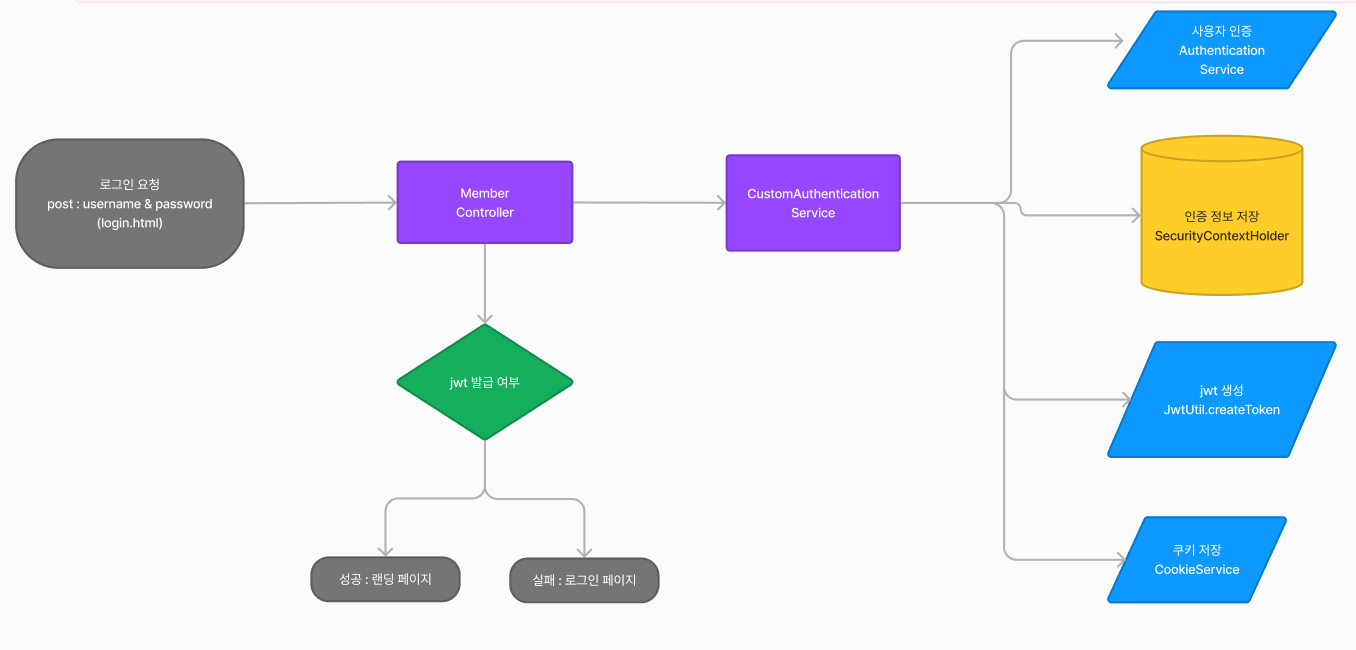 로그인 요청
post : username & password
(login.html)
Member
Controller
CustomAuthentication
Service
사용자 인증
Authentication
Service
인증 정보 저장
SecurityContextHolder
jwt 생성
JwtUtil.createToken
쿠키 저장
CookieService
jwt 발급 여부
성공 : 랜딩 페이지
실패 : 로그인 페이지